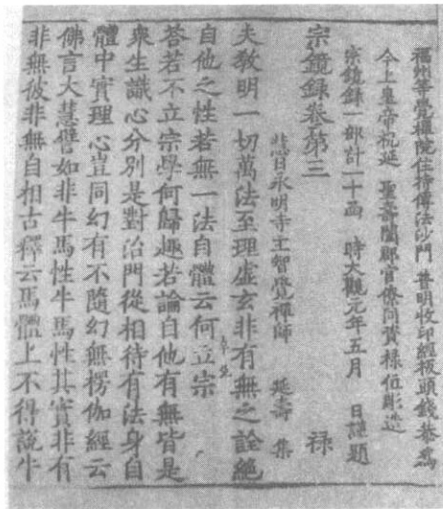 福州等覺禪院住持傳法沙門 普明收印經板頭錢恭爲
今上皇帝祝延 聖壽闔郡官僚同資祿位彫造
宗鏡錄一部計一十函 時大觀元年五月 日謹題
宗鏡錄卷第三 祿
慧日永明寺主智覺禪師 延壽 集
夫敎明一切萬法至理虛玄非有無之詮絕
自他之性若無一法自體云何立宗
荅若不立宗學何歸趣若論自他有無皆是
衆生識心分別是對治門從相待有法身自
體中實理心豈同幻有不隨幻無楞伽經云
佛言大慧譬如非牛馬性牛馬性其實非有
非無彼非無自相古釋云馬體上不得說牛